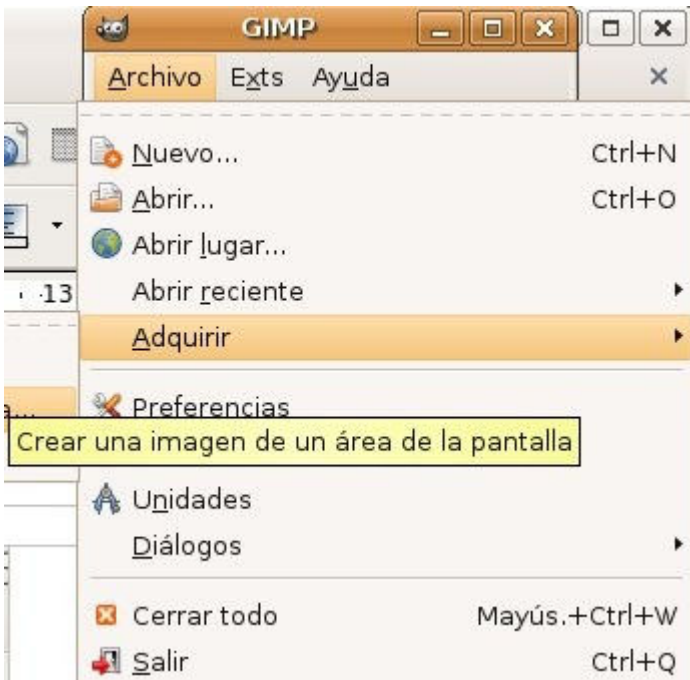 GIMP
Archivo Exts Ayuda
Nuevo... Ctrl+N
Abrir... Ctrl+O
Abrir lugar...
13
Abrir reciente
Adquirir
a... Preferencias
Crear una imagen de un área de la pantalla
Unidades
Diálogos
Cerrar todo Mayús.+Ctrl+W
Salir Ctrl+Q